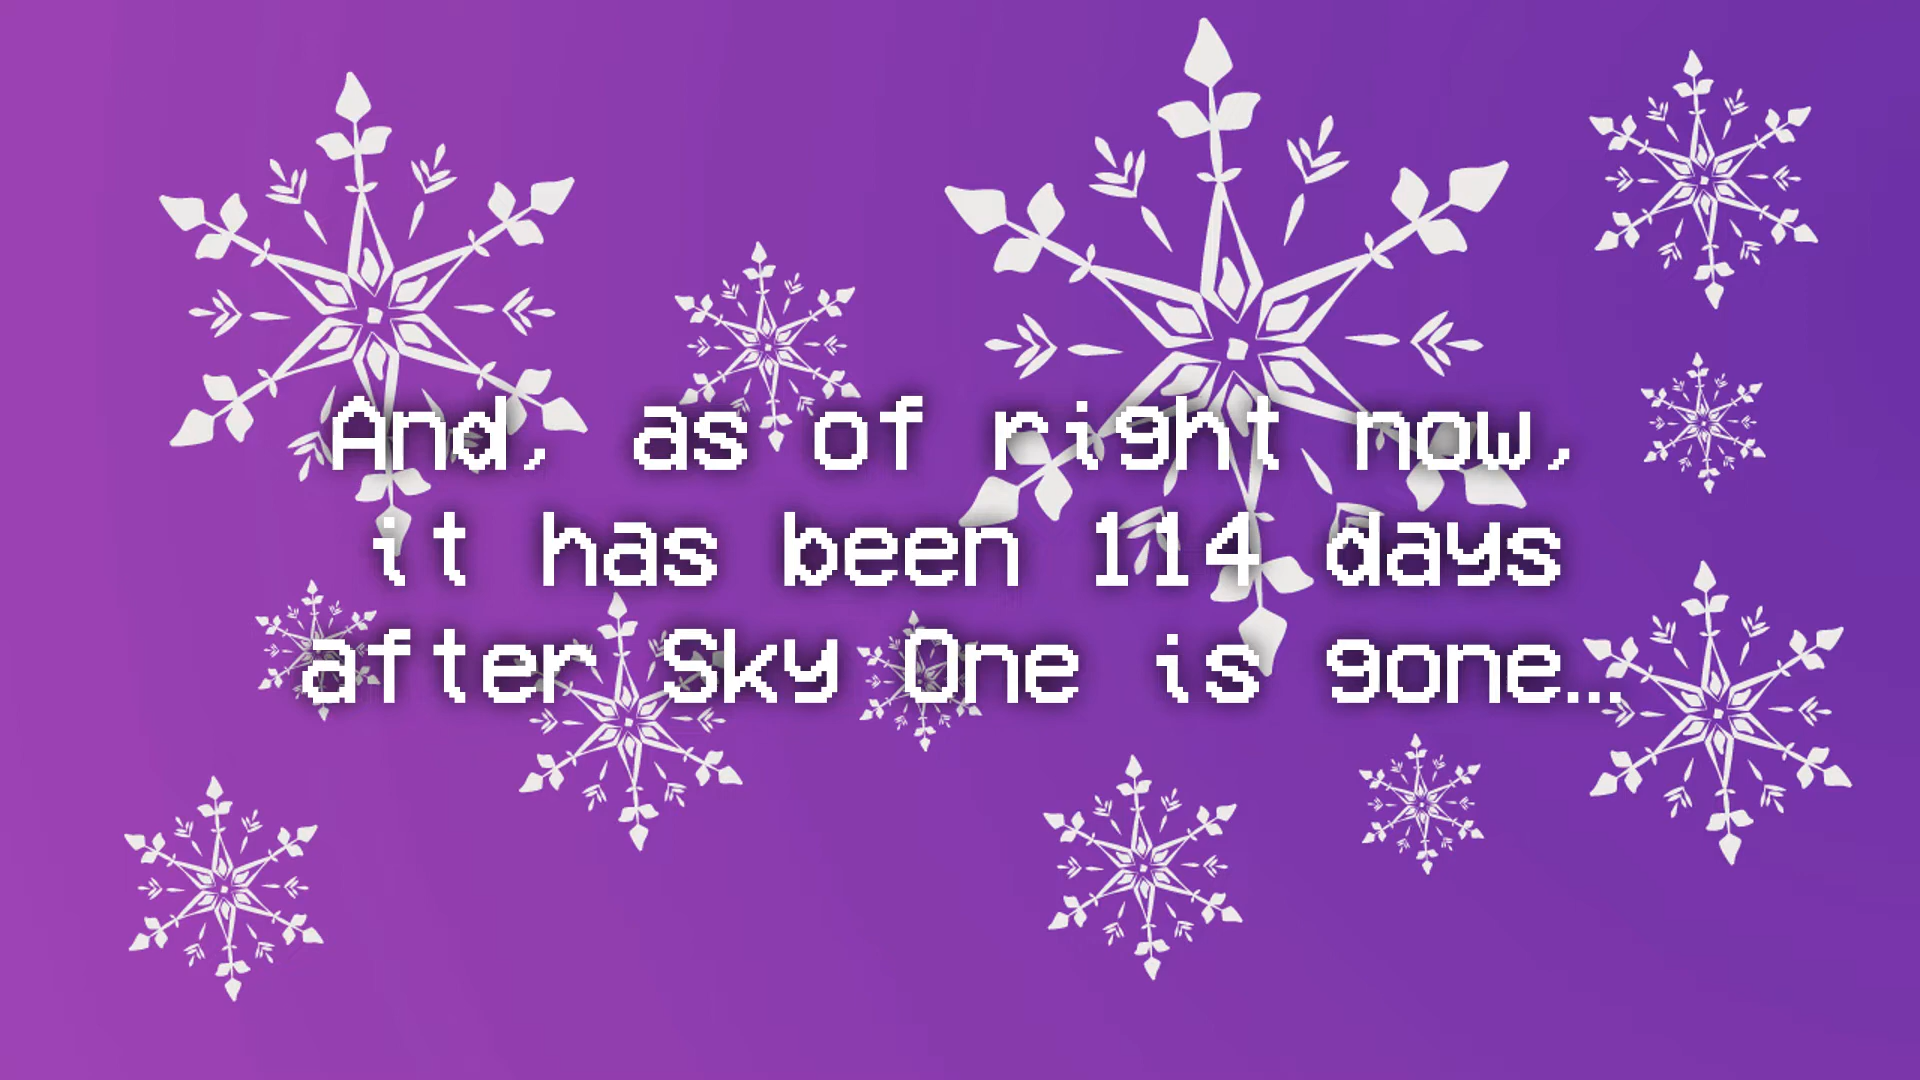 And, as of right now,
it has been 114 days
after Sky One is gone...